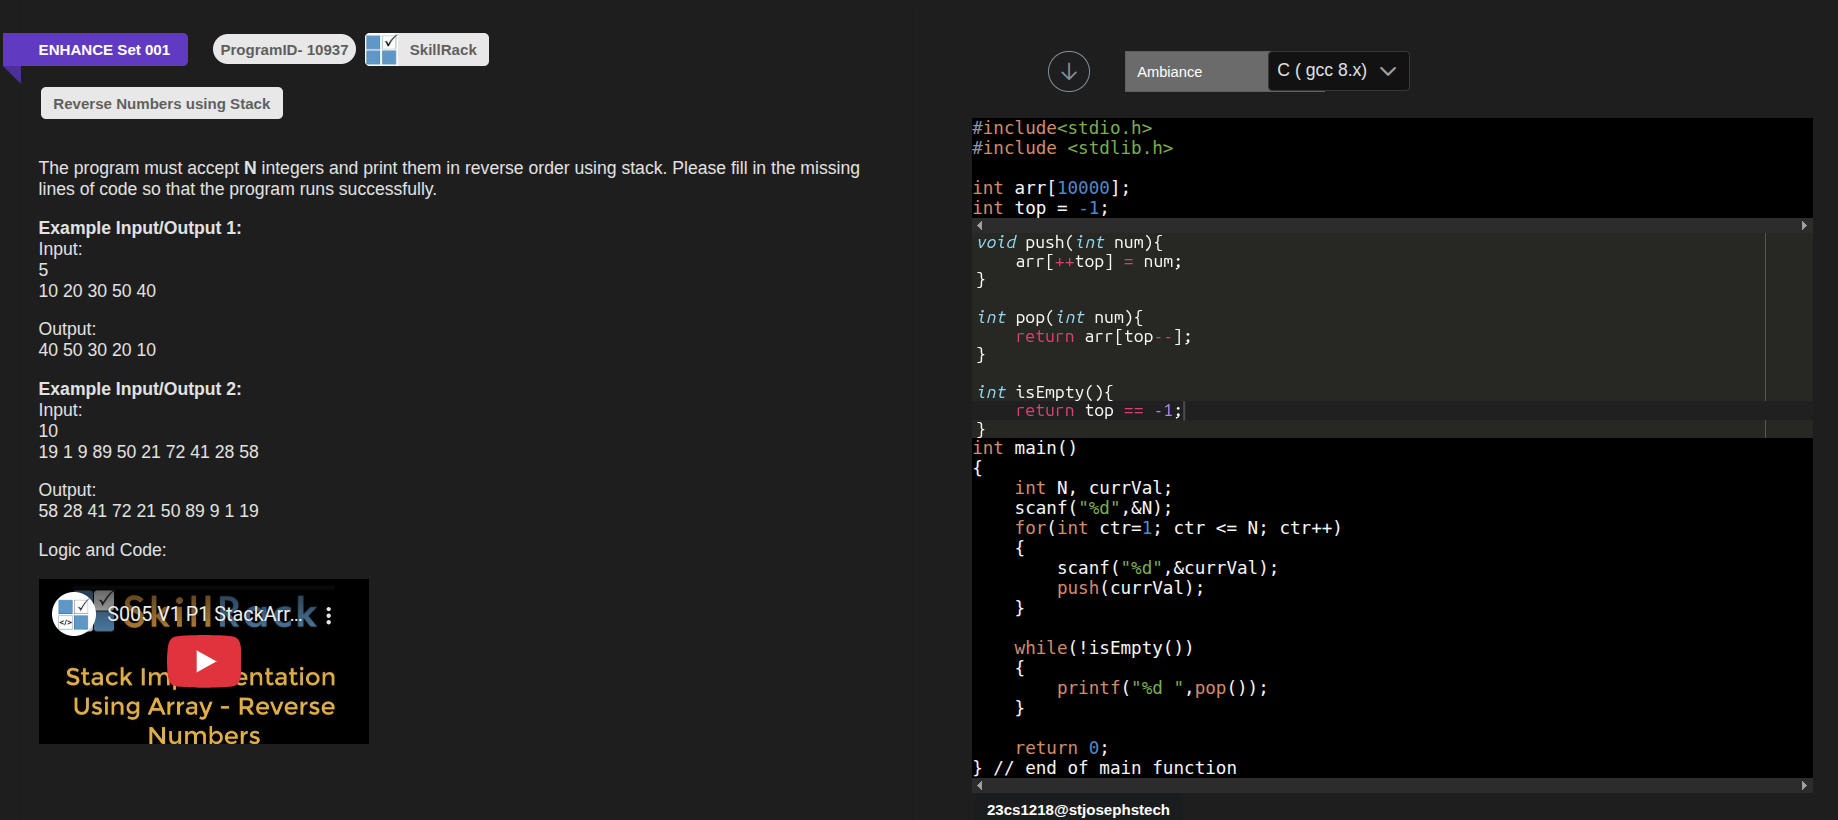 ENHANCE Set 001
ProgramID- 10937
SkillRack
Reverse Numbers using Stack
The program must accept N integers and print them in reverse order using stack. Please fill in the missing
lines of code so that the program runs successfully.
Example Input/Output 1:
Input:
5
10 20 30 50 40
Output:
40 50 30 20 10
Example Input/Output 2:
Input:
10
19 1 9 89 50 21 72 41 28 58
Output:
58 28 41 72 21 50 89 9 1 19
Logic and Code:
SkillRack
S005 V1 P1 StackArr...
Stack Im entation
Using Array - Reverse
Numbers
Ambiance
C ( gcc 8.x)
#include<stdio.h>
#include <stdlib.h>
int arr[10000];
int top = -1;
void push(int num){
    arr[++top] = num;
}
int pop(int num){
    return arr[top--];
}
int isEmpty(){
    return top == -1;
}
int main()
{
    int N, currVal;
    scanf("%d",&N);
    for(int ctr=1; ctr <= N; ctr++)
    {
        scanf("%d",&currVal);
        push(currVal);
    }
    while(!isEmpty())
    {
        printf("%d ",pop());
    }
    return 0;
} // end of main function
23cs1218@stjosephstech